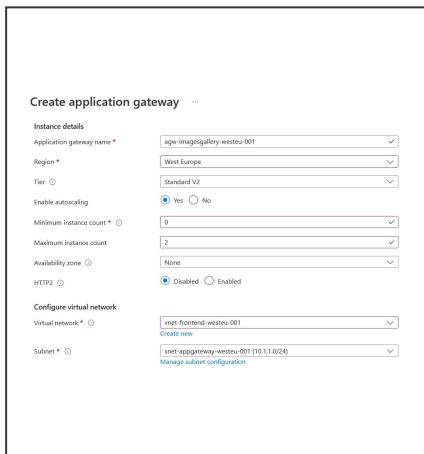 Create application gateway ...
Instance details
Application gateway name * agw-imagesgallery-westeu-001
Region * West Europe
Tier Standard V2
Enable autoscaling Yes No
Minimum instance count * 0
Maximum instance count 2
Availability zone None
HTTP2 Disabled Enabled
Configure virtual network
Virtual network * vnet-frontend-westeu-001
Create new
Subnet * snet-appgateway-westeu-001 (10.1.1.0/24)
Manage subnet configuration